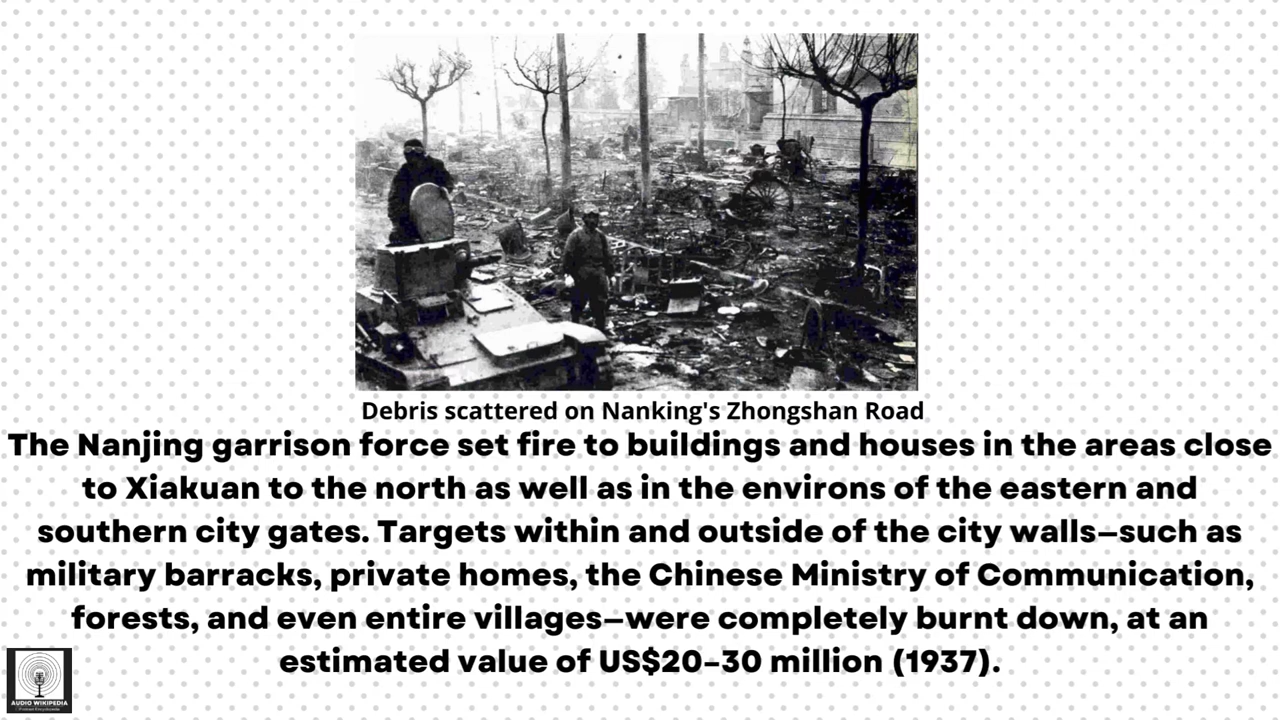 Debris scattered on Nanking's Zhongshan Road
The Nanjing garrison force set fire to buildings and houses in the areas close
to Xiakuan to the north as well as in the environs of the eastern and
southern city gates. Targets within and outside of the city walls—such as
military barracks, private homes, the Chinese Ministry of Communication,
forests, and even entire villages—were completely burnt down, at an
estimated value of US$20–30 million (1937).
AUDIO WIKIPEDIA
Podcast Encyclopedia